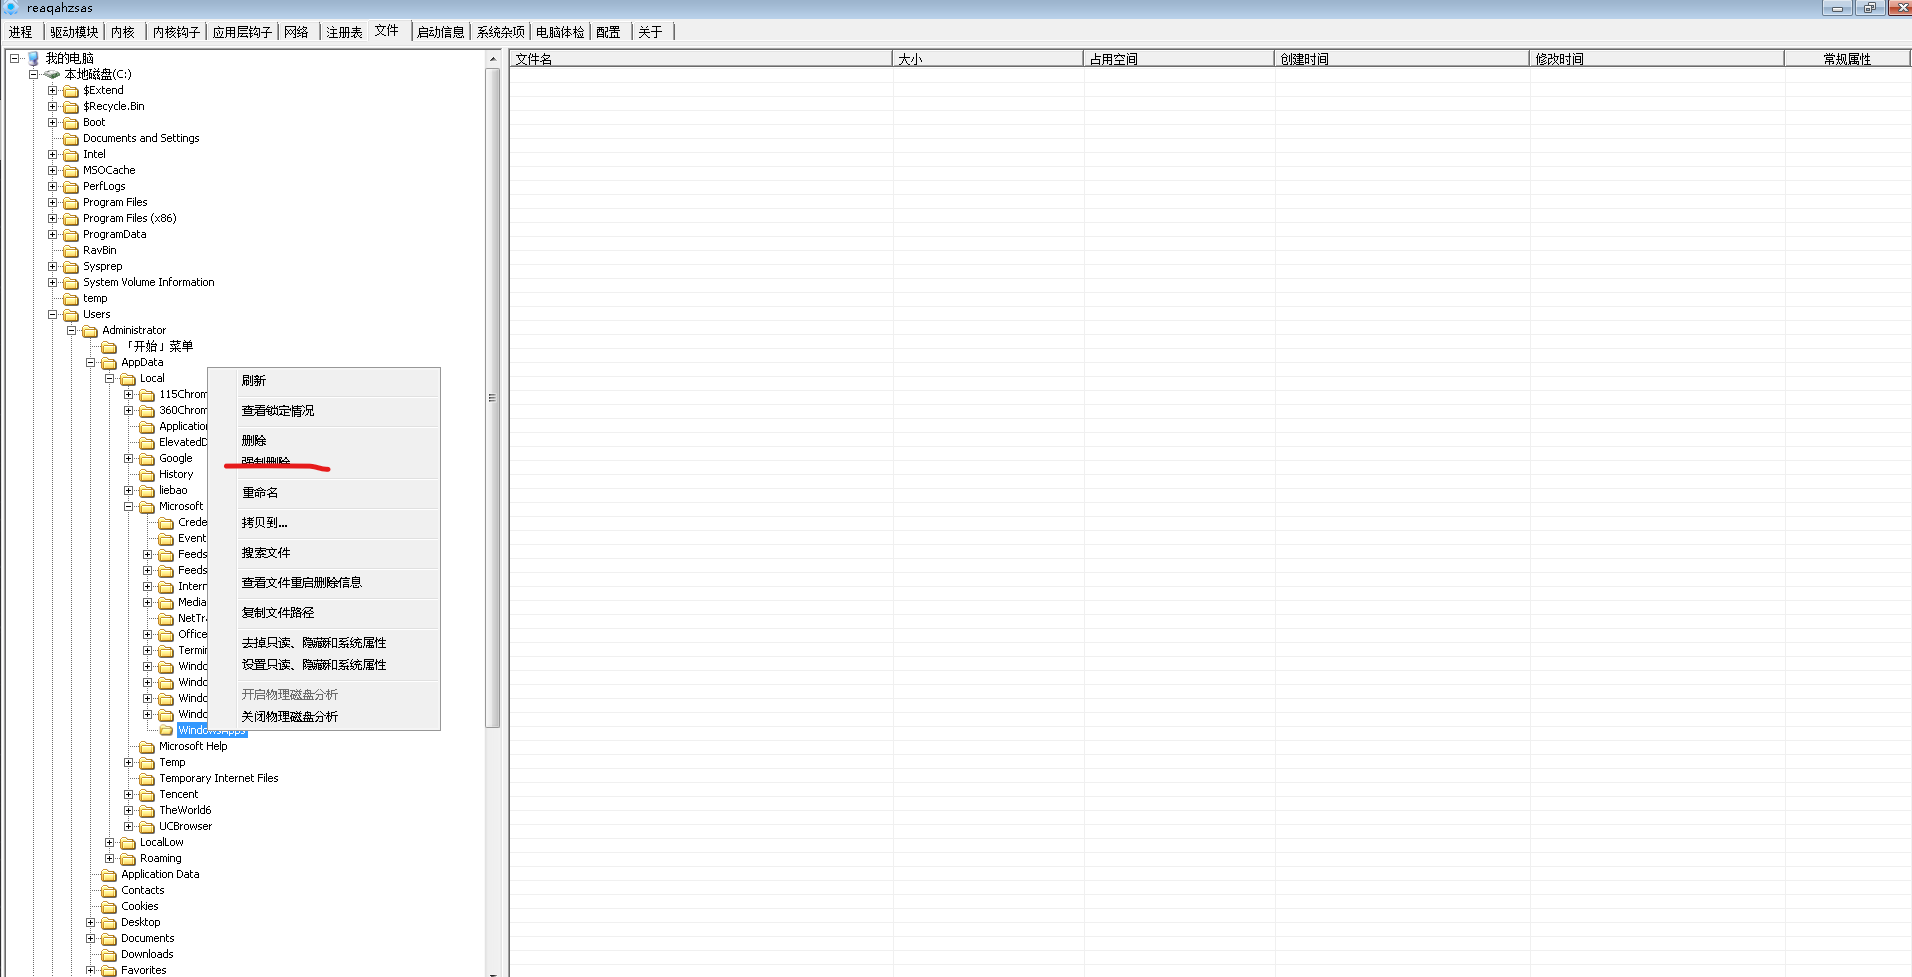 reaqahzsas
进程 驱动模块 内核 内核钩子 应用层钩子 网络 注册表 文件 启动信息 系统杂项 电脑体检 配置 关于
文件名 大小 占用空间 创建时间 修改时间 常规属性
我的电脑
本地磁盘(C:)
$Extend
$Recycle.Bin
Boot
Documents and Settings
Intel
MSOCache
PerfLogs
Program Files
Program Files (x86)
ProgramData
RavBin
Sysprep
System Volume Information
temp
Users
Administrator
「开始」菜单
AppData
Local
115Chrom
360Chrom
Application
ElevatedD
Google
History
liebao
Microsoft
Crede
Event
Feeds
Feeds
Intern
Media
NetTra
Office
Termin
Windo
Windo
Windo
Windo
WindowsApps
Microsoft Help
Temp
Temporary Internet Files
Tencent
TheWorld6
UCBrowser
LocalLow
Roaming
Application Data
Contacts
Cookies
Desktop
Documents
Downloads
Favorites
刷新
查看锁定情况
删除
强制删除
重命名
拷贝到...
搜索文件
查看文件重启删除信息
复制文件路径
去掉只读、隐藏和系统属性
设置只读、隐藏和系统属性
开启物理磁盘分析
关闭物理磁盘分析